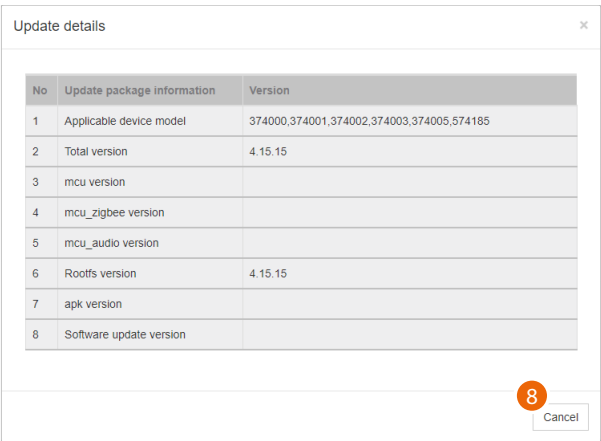 Update details ×
No Update package information Version
1 Applicable device model 374000,374001,374002,374003,374005,574185
2 Total version 4.15.15
3 mcu version
4 mcu_zigbee version
5 mcu_audio version
6 Rootfs version 4.15.15
7 apk version
8 Software update version
8
Cancel